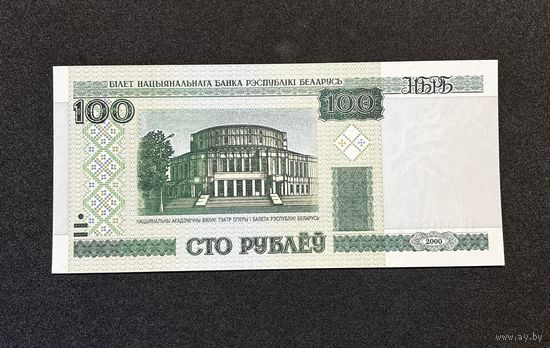 БІЛЕТ НАЦЫЯНАЛЬНАГА БАНКА РЭСПУБЛІКІ БЕЛАРУСЬ НБРБ
100 100
НАЦЫЯНАЛЬНЫ АКАДЭМІЧНЫ ВЯЛІКІ ТЭАТР ОПЕРЫ І БАЛЕТА РЭСПУБЛІКІ БЕЛАРУСЬ
СТО РУБЛЁЎ 2000
www.ay.by